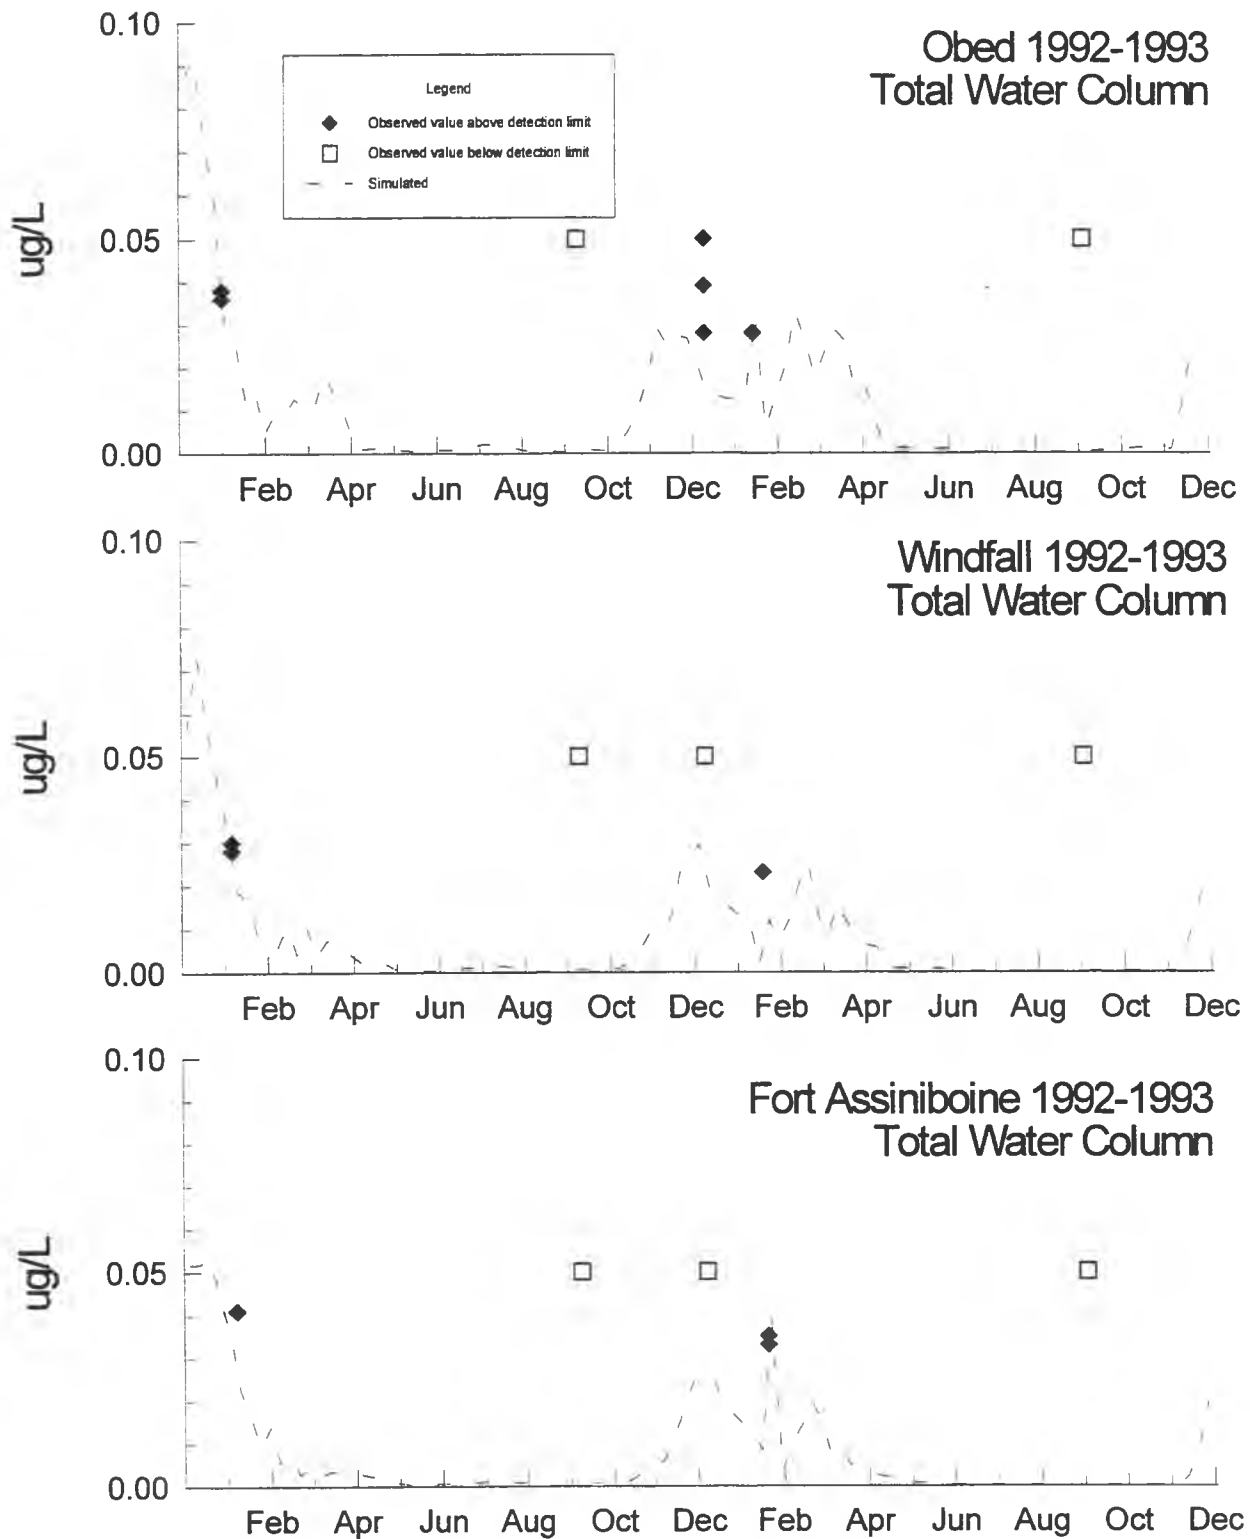 Obed 1992-1993
Total Water Column
0.10
0.05
0.00
ug/L
Legend
Observed value above detection limit
Observed value below detection limit
Simulated
Feb Apr Jun Aug Oct Dec Feb Apr Jun Aug Oct Dec
Windfall 1992-1993
Total Water Column
0.10
0.05
0.00
ug/L
Feb Apr Jun Aug Oct Dec Feb Apr Jun Aug Oct Dec
Fort Assiniboine 1992-1993
Total Water Column
0.10
0.05
0.00
ug/L
Feb Apr Jun Aug Oct Dec Feb Apr Jun Aug Oct Dec